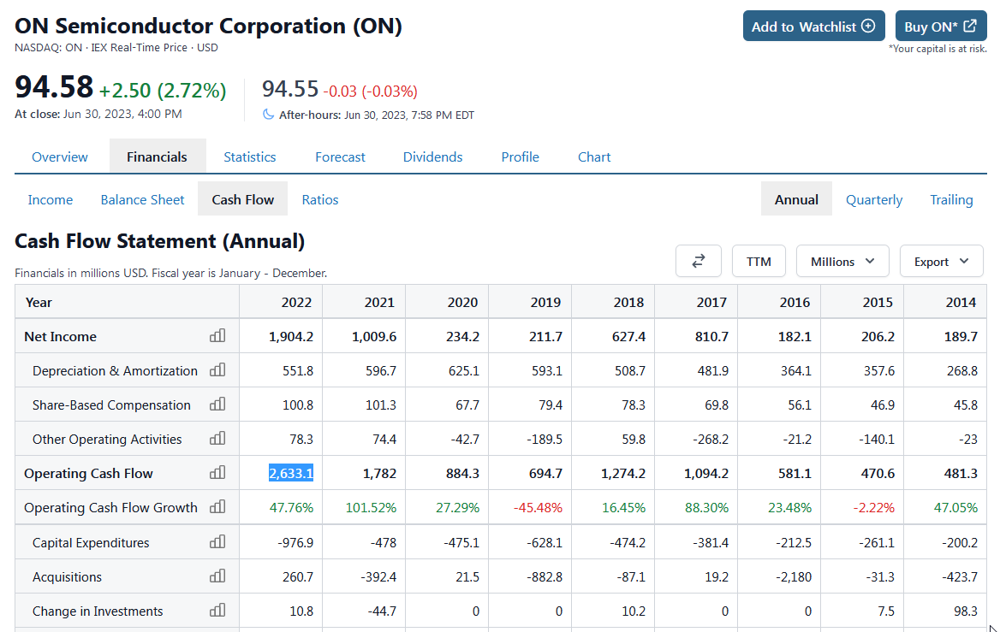 ON Semiconductor Corporation (ON)
NASDAQ: ON · IEX Real-Time Price · USD
Add to Watchlist
Buy ON*
*Your capital is at risk.
94.58 +2.50 (2.72%)
At close: Jun 30, 2023, 4:00 PM
94.55 -0.03 (-0.03%)
After-hours: Jun 30, 2023, 7:58 PM EDT
Overview Financials Statistics Forecast Dividends Profile Chart
Income Balance Sheet Cash Flow Ratios Annual Quarterly Trailing
Cash Flow Statement (Annual)
Financials in millions USD. Fiscal year is January - December.
TTM Millions Export
Year 2022 2021 2020 2019 2018 2017 2016 2015 2014
Net Income 1,904.2 1,009.6 234.2 211.7 627.4 810.7 182.1 206.2 189.7
Depreciation & Amortization 551.8 596.7 625.1 593.1 508.7 481.9 364.1 357.6 268.8
Share-Based Compensation 100.8 101.3 67.7 79.4 78.3 69.8 56.1 46.9 45.8
Other Operating Activities 78.3 74.4 -42.7 -189.5 59.8 -268.2 -21.2 -140.1 -23
Operating Cash Flow 2,633.1 1,782 884.3 694.7 1,274.2 1,094.2 581.1 470.6 481.3
Operating Cash Flow Growth 47.76% 101.52% 27.29% -45.48% 16.45% 88.30% 23.48% -2.22% 47.05%
Capital Expenditures -976.9 -478 -475.1 -628.1 -474.2 -381.4 -212.5 -261.1 -200.2
Acquisitions 260.7 -392.4 21.5 -882.8 -87.1 19.2 -2,180 -31.3 -423.7
Change in Investments 10.8 -44.7 0 0 10.2 0 0 7.5 98.3